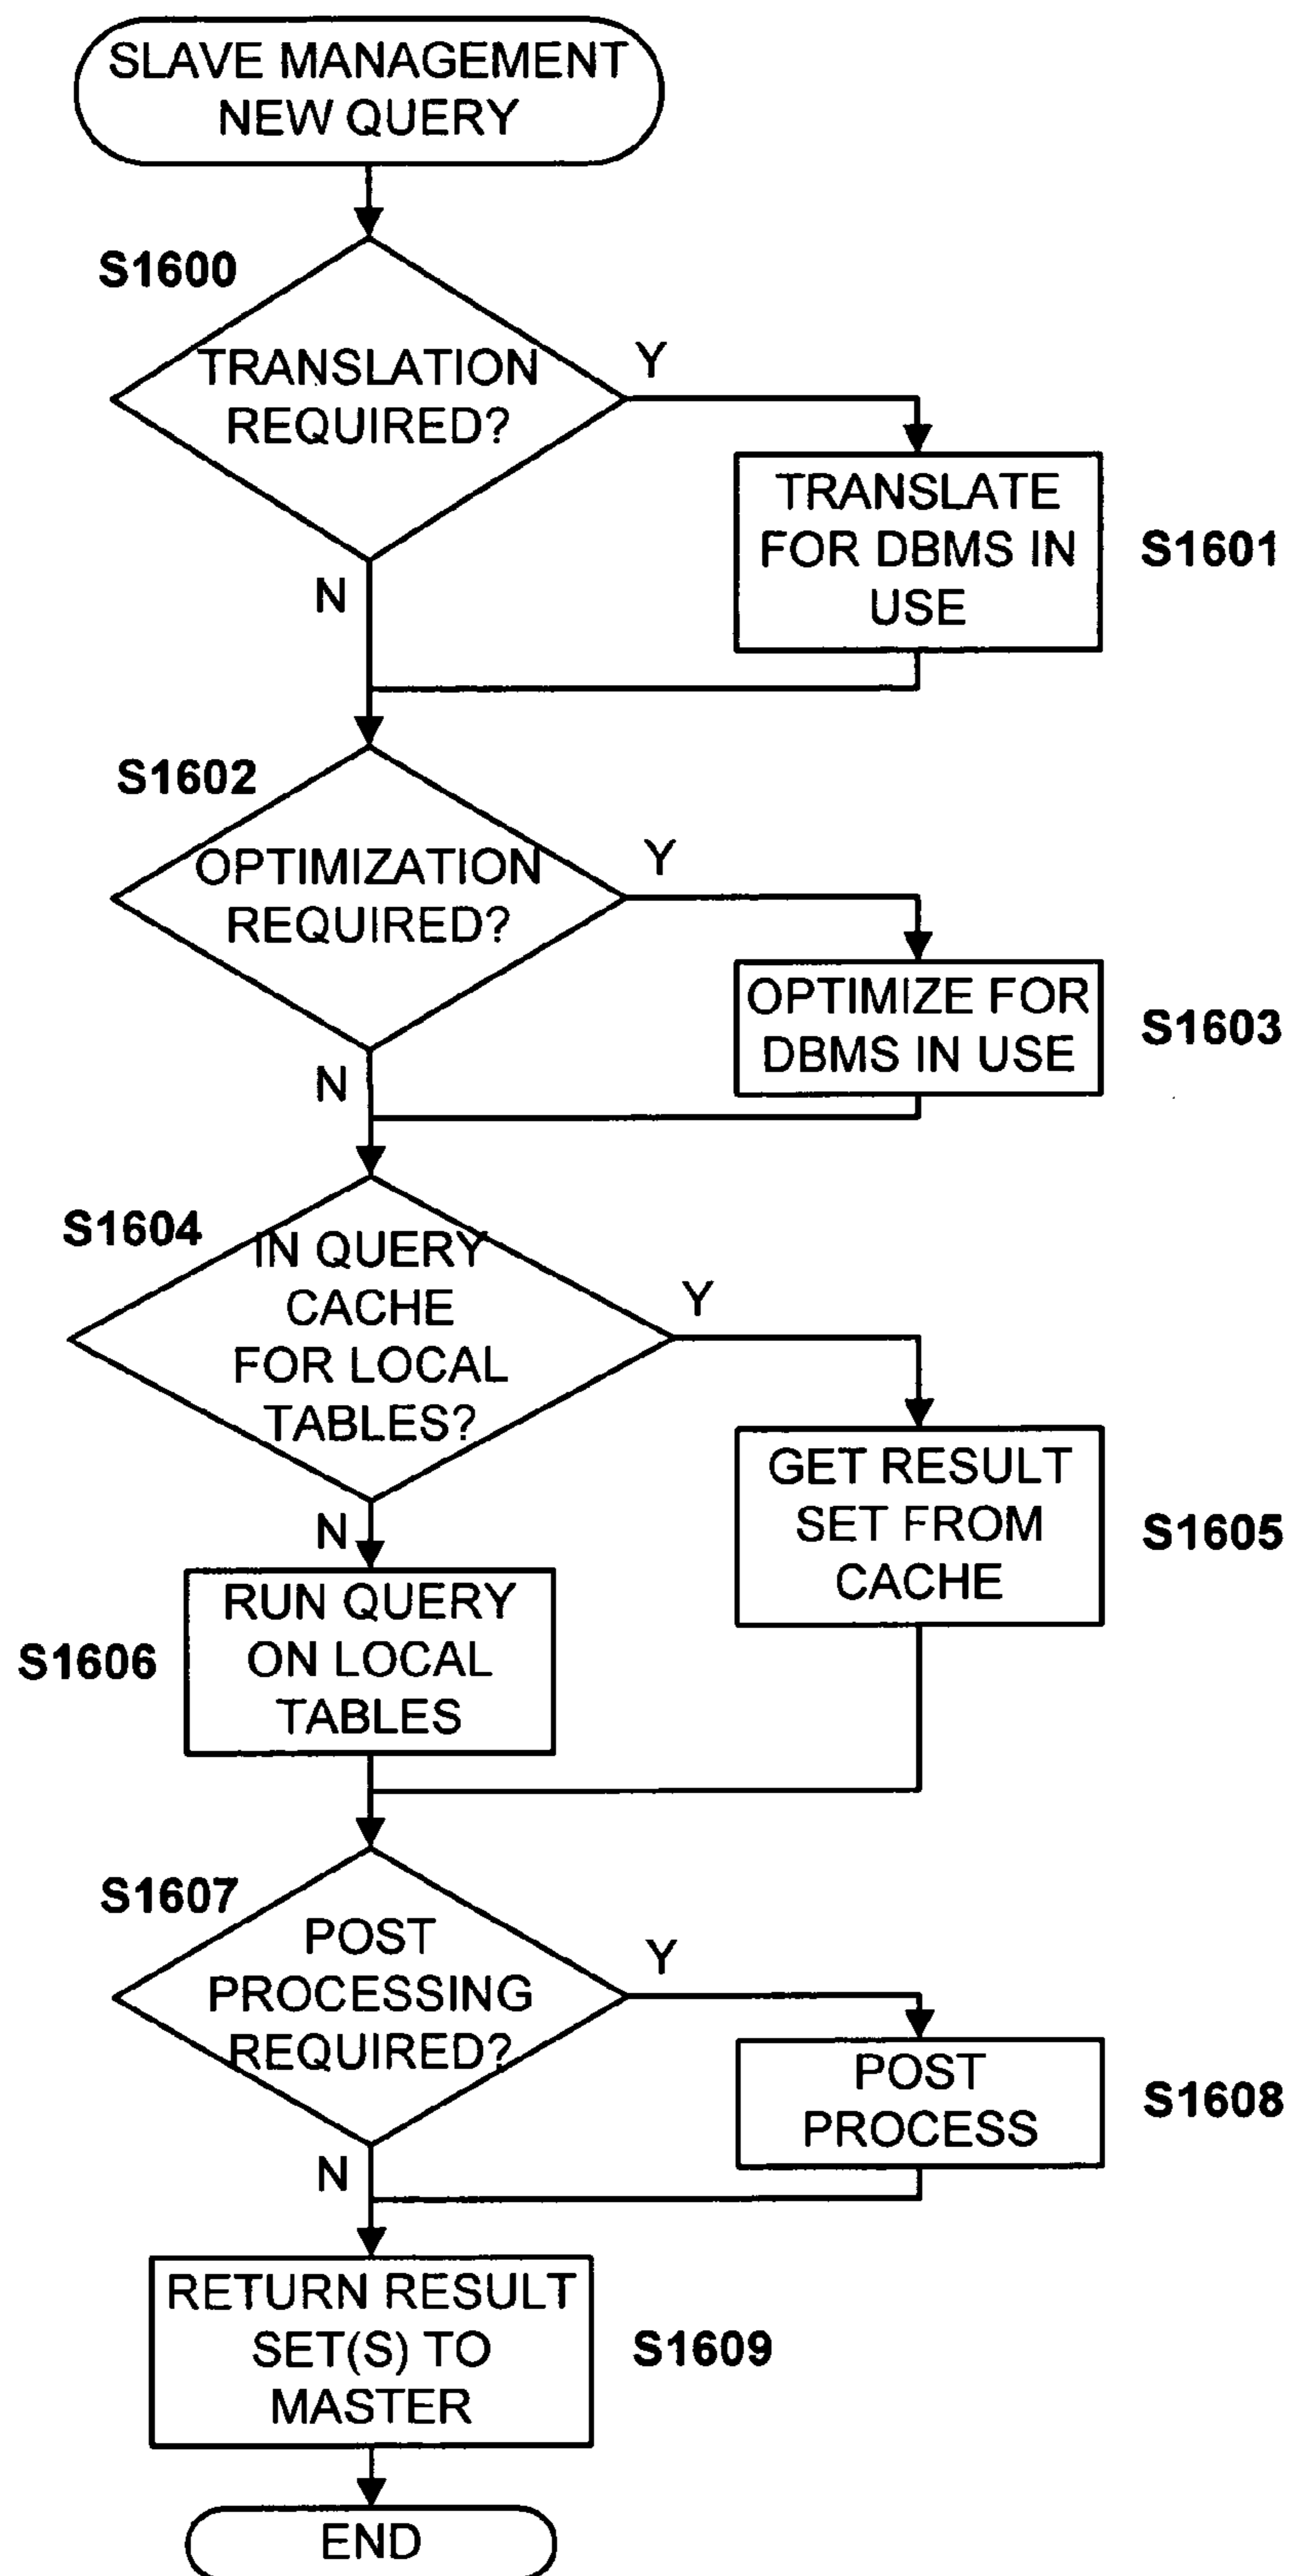 SLAVE MANAGEMENT
NEW QUERY
S1600
TRANSLATION
REQUIRED?
Y
N
TRANSLATE
FOR DBMS IN
USE
S1601
S1602
OPTIMIZATION
REQUIRED?
Y
N
OPTIMIZE FOR
DBMS IN USE
S1603
S1604
IN QUERY
CACHE
FOR LOCAL
TABLES?
Y
N
GET RESULT
SET FROM
CACHE
S1605
RUN QUERY
ON LOCAL
TABLES
S1606
S1607
POST
PROCESSING
REQUIRED?
Y
N
POST
PROCESS
S1608
RETURN RESULT
SET(S) TO
MASTER
S1609
END